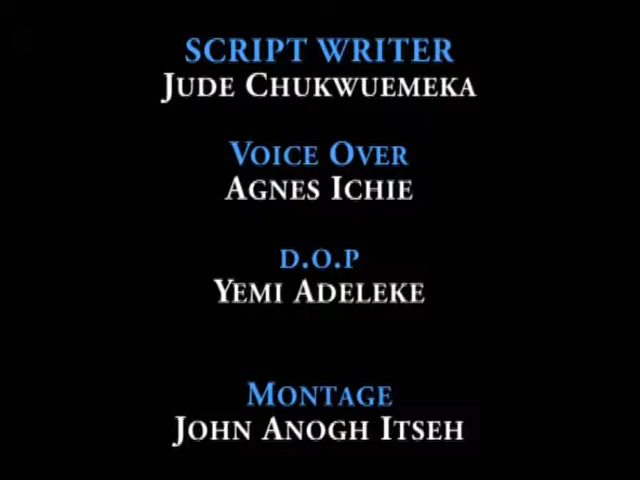 SCRIPT WRITER
JUDE CHUKWUEMEKA
VOICE OVER
AGNES ICHIE
D.O.P
YEMI ADELEKE
MONTAGE
JOHN ANOGH ITSEH